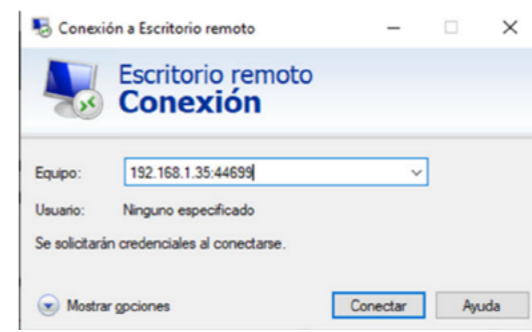 Conexión a Escritorio remoto
Escritorio remoto
Conexión
Equipo: 192.168.1.35:44699
Usuario: Ninguno especificado
Se solicitarán credenciales al conectarse.
Mostrar opciones Conectar Ayuda